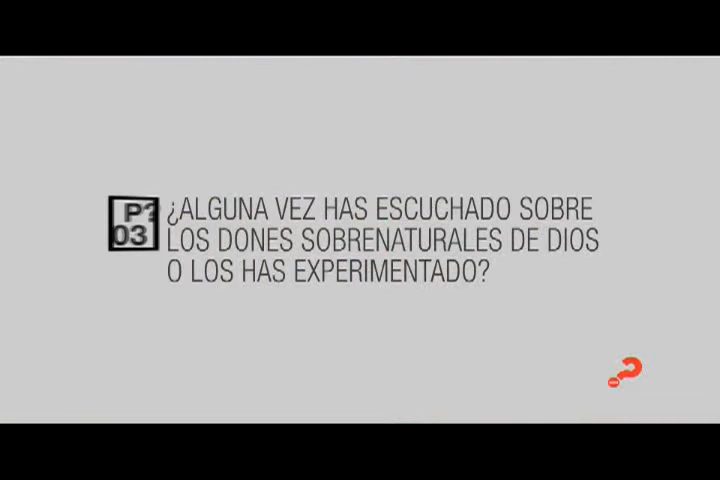 P?
03
¿ALGUNA VEZ HAS ESCUCHADO SOBRE
LOS DONES SOBRENATURALES DE DIOS
O LOS HAS EXPERIMENTADO?